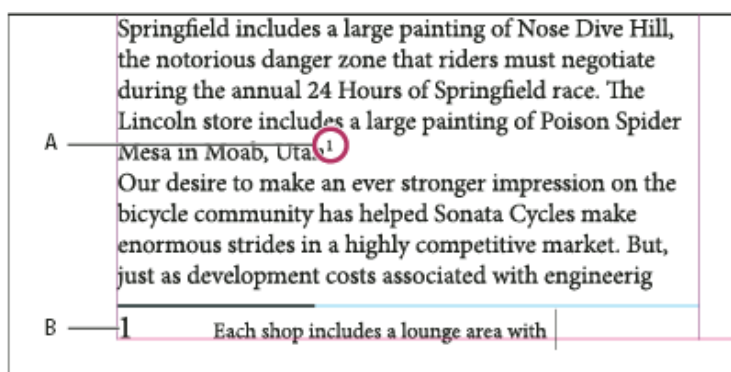 Springfield includes a large painting of Nose Dive Hill,
the notorious danger zone that riders must negotiate
during the annual 24 Hours of Springfield race. The
Lincoln store includes a large painting of Poison Spider
A
Mesa in Moab, Utah¹
Our desire to make an ever stronger impression on the
bicycle community has helped Sonata Cycles make
enormous strides in a highly competitive market. But,
just as development costs associated with engineerig
B 1 Each shop includes a lounge area with